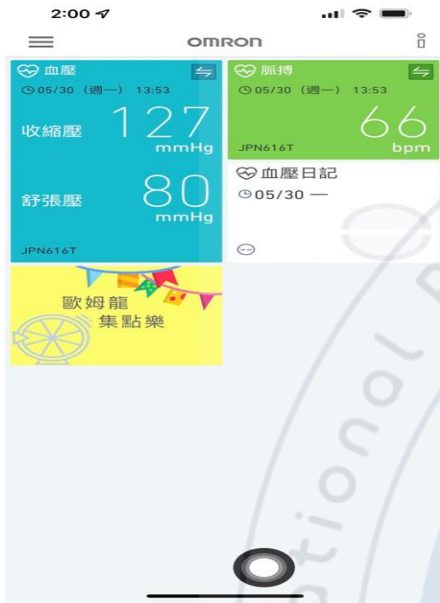 2:00
OMRON
血壓
05/30 (週一) 13:53
收縮壓 127 mmHg
舒張壓 80 mmHg
JPN616T
脈搏
05/30 (週一) 13:53
66
JPN616T bpm
血壓日記
05/30 —
歐姆龍
集點樂
ational